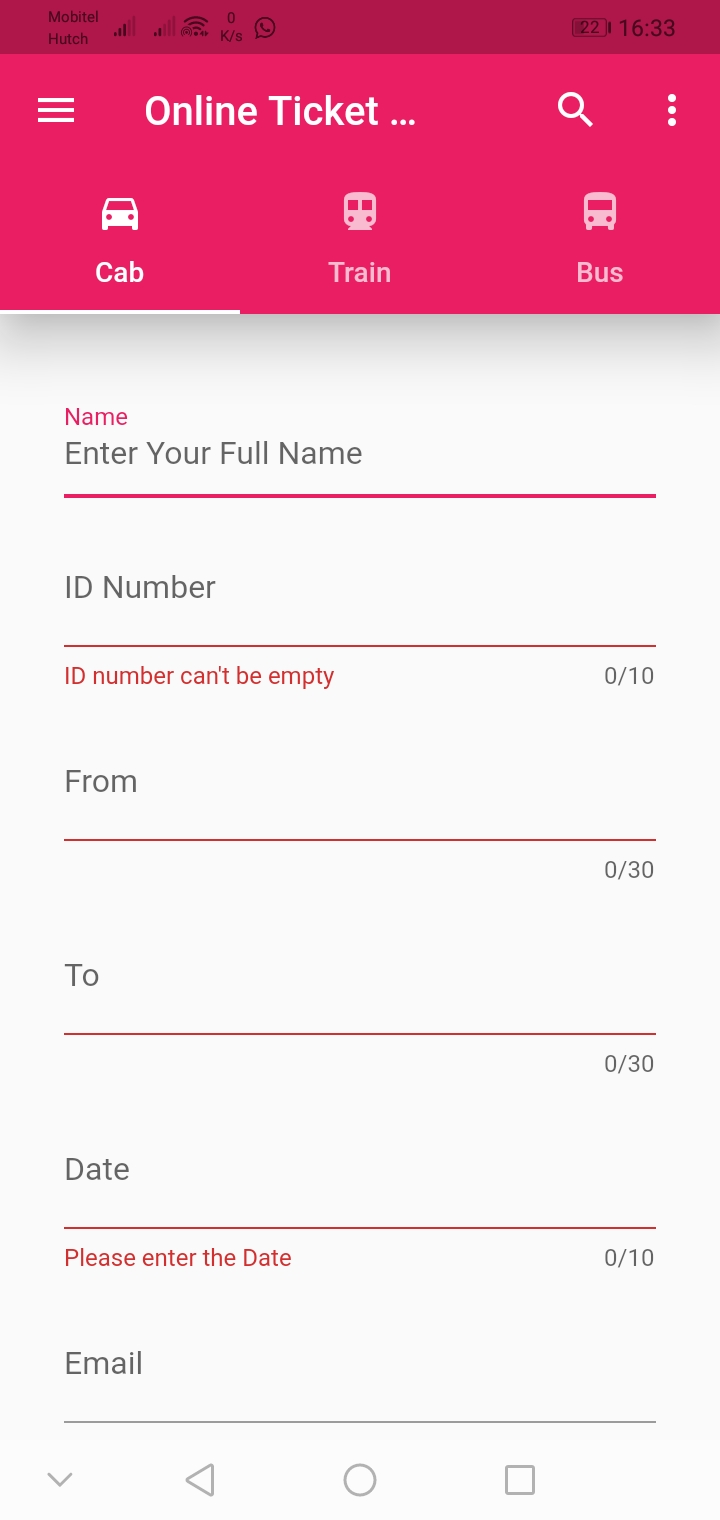 Mobitel
Hutch
0
K/s
22
16:33
Online Ticket ...
Cab
Train
Bus
Name
Enter Your Full Name
ID Number
ID number can't be empty
0/10
From
0/30
To
0/30
Date
Please enter the Date
0/10
Email